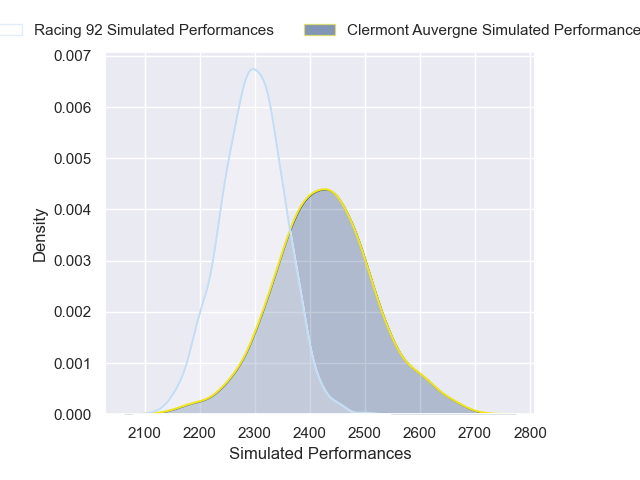 Racing 92 Simulated Performances Clermont Auvergne Simulated Performance
0.007
0.006
0.005
0.004
0.003
0.002
0.001
0.000
Density
2100 2200 2300 2400 2500 2600 2700 2800
Simulated Performances